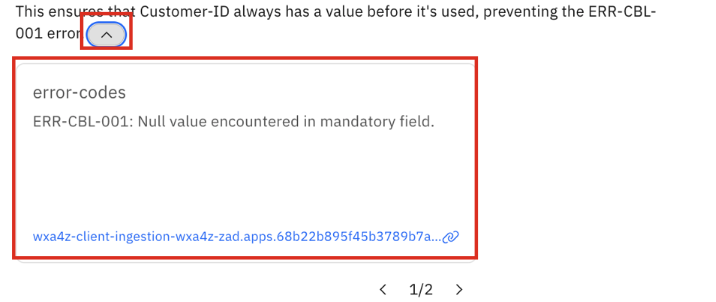 This ensures that Customer-ID always has a value before it's used, preventing the ERR-CBL-
001 error
error-codes
ERR-CBL-001: Null value encountered in mandatory field.
wxa4z-client-ingestion-wxa4z-zad.apps.68b22b895f45b3789b7a...
1/2